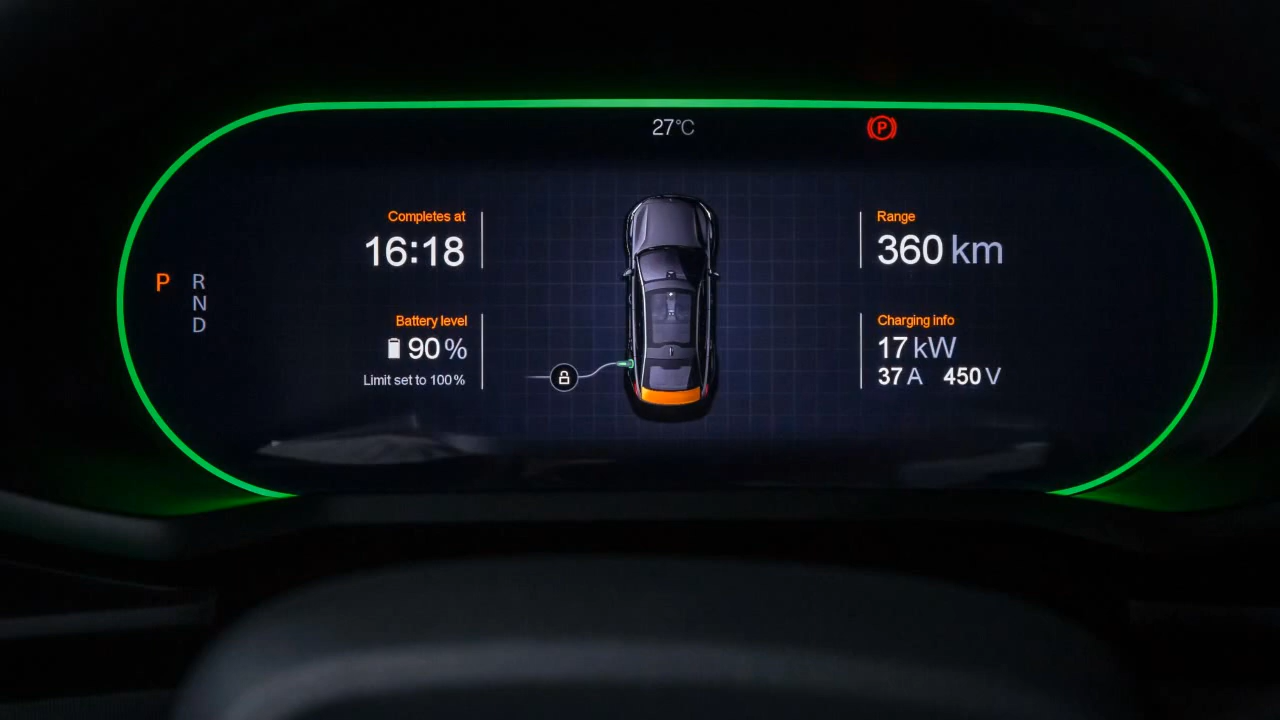 27°C
P
Completes at
16:18
Range
360 km
P R
N
D
Battery level
90 %
Limit set to 100 %
Charging info
17 kW
37 A 450 V